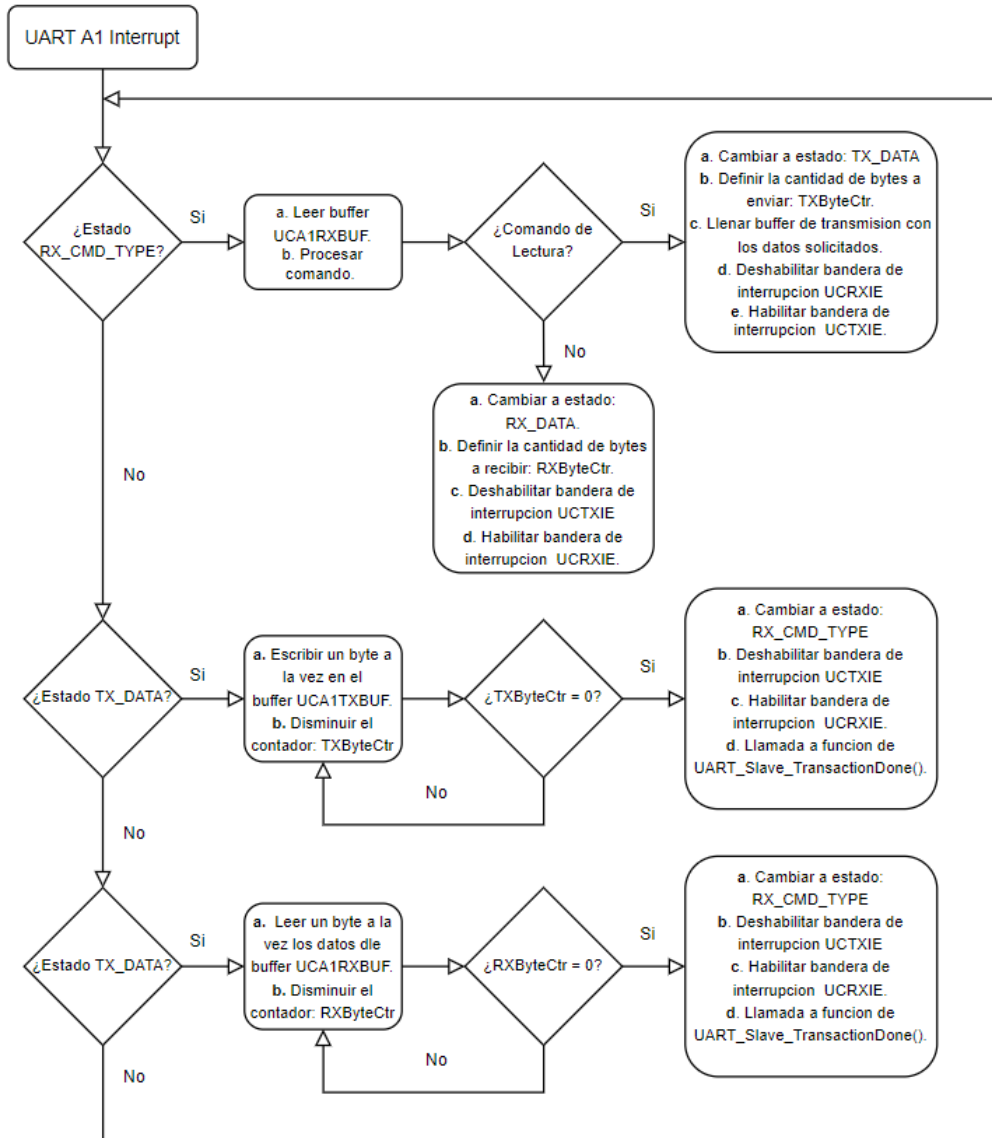 UART A1 Interrupt
¿Estado
RX_CMD_TYPE?
Si
a. Leer buffer
UCA1RXBUF.
b. Procesar
comando.
¿Comando de
Lectura?
Si
a. Cambiar a estado: TX_DATA
b. Definir la cantidad de bytes a
enviar: TXByteCtr.
c. Llenar buffer de transmision con
los datos solicitados.
d. Deshabilitar bandera de
interrupcion UCRXIE
e. Habilitar bandera de
interrupcion UCTXIE.
No
a. Cambiar a estado:
RX_DATA.
b. Definir la cantidad de bytes
a recibir: RXByteCtr.
c. Deshabilitar bandera de
interrupcion UCTXIE
d. Habilitar bandera de
interrupcion UCRXIE.
No
¿Estado TX_DATA?
Si
a. Escribir un byte a
la vez en el
buffer UCA1TXBUF.
b. Disminuir el
contador: TXByteCtr
¿TXByteCtr = 0?
Si
a. Cambiar a estado:
RX_CMD_TYPE
b. Deshabilitar bandera de
interrupcion UCTXIE
c. Habilitar bandera de
interrupcion UCRXIE.
d. Llamada a funcion de
UART_Slave_TransactionDone().
No
No
¿Estado TX_DATA?
Si
a. Leer un byte a la
vez los datos dle
buffer UCA1RXBUF.
b. Disminuir el
contador: RXByteCtr
¿RXByteCtr = 0?
Si
a. Cambiar a estado:
RX_CMD_TYPE
b. Deshabilitar bandera de
interrupcion UCTXIE
c. Habilitar bandera de
interrupcion UCRXIE.
d. Llamada a funcion de
UART_Slave_TransactionDone().
No
No